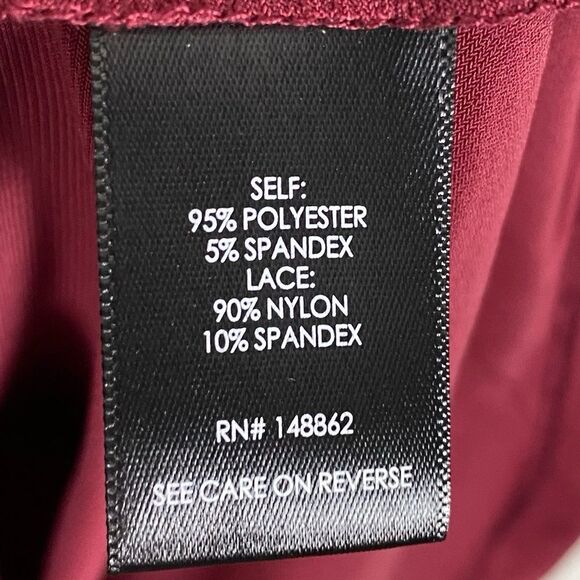 SELF:
95% POLYESTER
5% SPANDEX
LACE:
90% NYLON
10% SPANDEX
RN# 148862
SEE CARE ON REVERSE